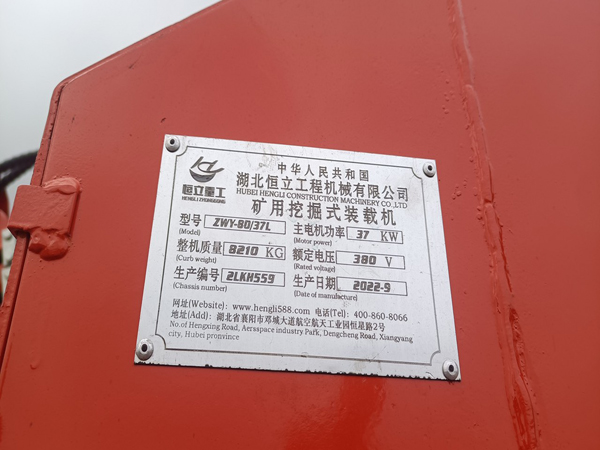 中华人民共和国
恒立重工
HENGLI ZHONGGONG
湖北恒立工程机械有限公司
HUBEI HENGLI CONSTRUCTION MACHINERY CO.,LTD
矿用挖掘式装载机
型号 ZWY-80/37L 主电机功率 37 KW
(Model) (Motor power)
整机质量 8210 KG 额定电压 380 V
(Curb weight) (Rated voltage)
生产编号 2LKH559 生产日期 2022-9
(Chassis number) (Date of manufacture)
网址(Website): www.hengli588.com 电话(Tel): 400-860-8066
地址(Add): 湖北省襄阳市邓城大道航空航天工业园恒星路2号
No.of Hengxing Road, Aersspace industry Park, Dengcheng Road, Xiangyang
city, Hubei pronvince